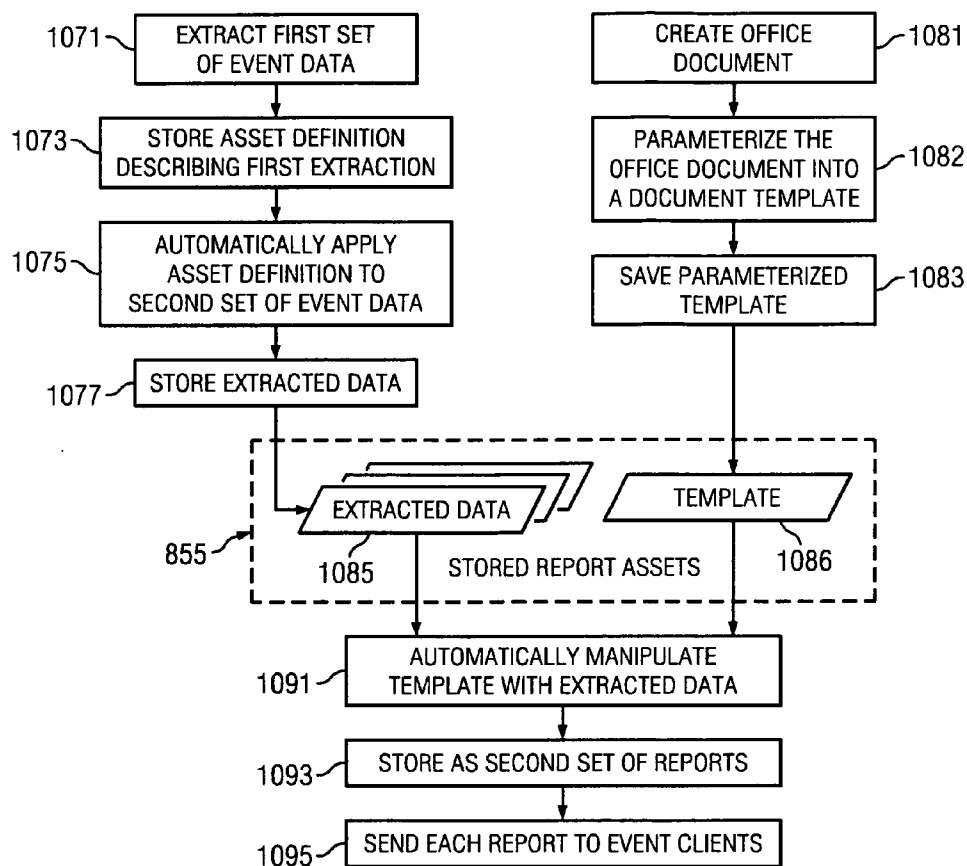 1071
EXTRACT FIRST SET
OF EVENT DATA
1073
STORE ASSET DEFINITION
DESCRIBING FIRST EXTRACTION
1075
AUTOMATICALLY APPLY
ASSET DEFINITION TO
SECOND SET OF EVENT DATA
1077
STORE EXTRACTED DATA
CREATE OFFICE
DOCUMENT
1081
PARAMETERIZE THE
OFFICE DOCUMENT INTO
A DOCUMENT TEMPLATE
1082
SAVE PARAMETERIZED
TEMPLATE
1083
855
EXTRACTED DATA
1085
TEMPLATE
1086
STORED REPORT ASSETS
1091
AUTOMATICALLY MANIPULATE
TEMPLATE WITH EXTRACTED DATA
1093
STORE AS SECOND SET OF REPORTS
1095
SEND EACH REPORT TO EVENT CLIENTS